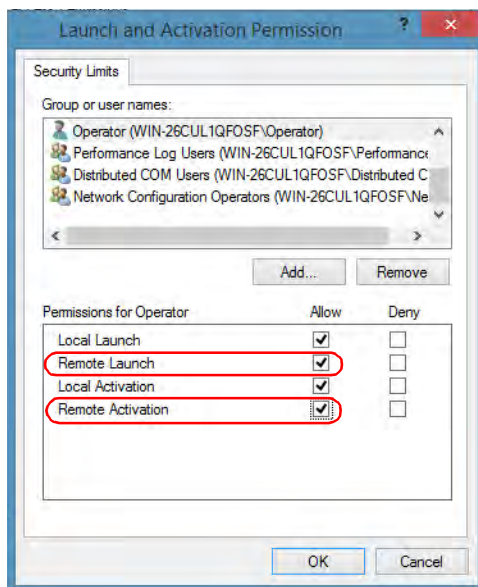 Launch and Activation Permission ? ×
Security Limits
Group or user names:
Operator (WIN-26CUL1QFOSF\Operator)
Performance Log Users (WIN-26CUL1QFOSF\Performance
Distributed COM Users (WIN-26CUL1QFOSF\Distributed C
Network Configuration Operators (WIN-26CUL1QFOSF\Ne
Add... Remove
Permissions for Operator Allow Deny
Local Launch
Remote Launch
Local Activation
Remote Activation
OK Cancel